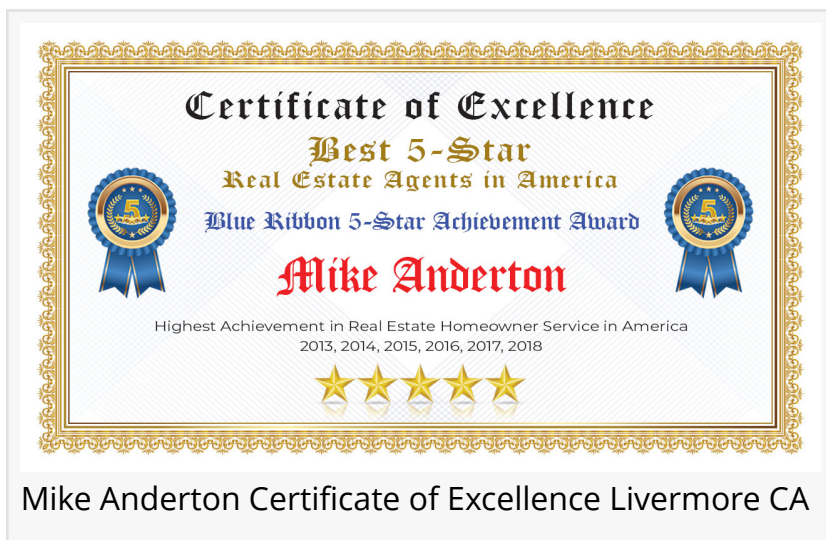 Certificate of Excellence
Best 5-Star
Real Estate Agents in America
Blue Ribbon 5-Star Achievement Award
5
5
Mike Anderton
Highest Achievement in Real Estate Homeowner Service in America
2013, 2014, 2015, 2016, 2017, 2018
Mike Anderton Certificate of Excellence Livermore CA